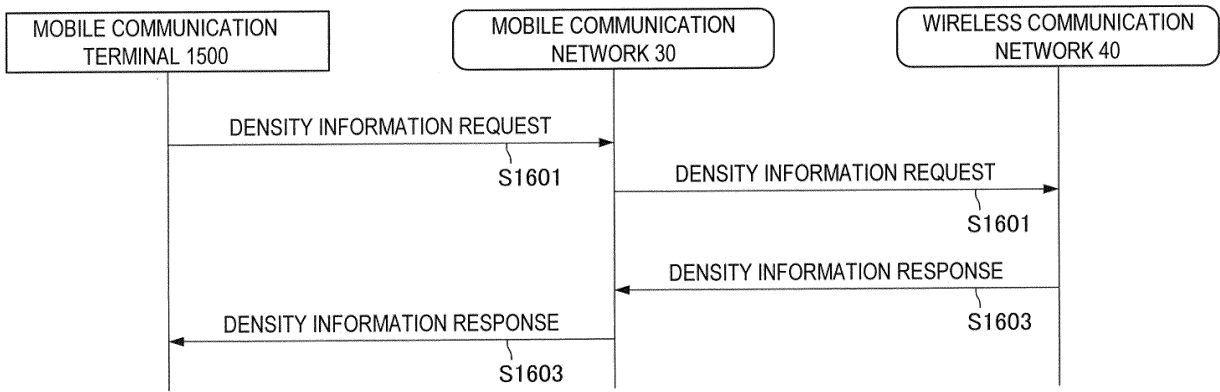 MOBILE COMMUNICATION
TERMINAL 1500
MOBILE COMMUNICATION
NETWORK 30
WIRELESS COMMUNICATION
NETWORK 40
DENSITY INFORMATION REQUEST
S1601
DENSITY INFORMATION REQUEST
S1601
DENSITY INFORMATION RESPONSE
S1603
DENSITY INFORMATION RESPONSE
S1603